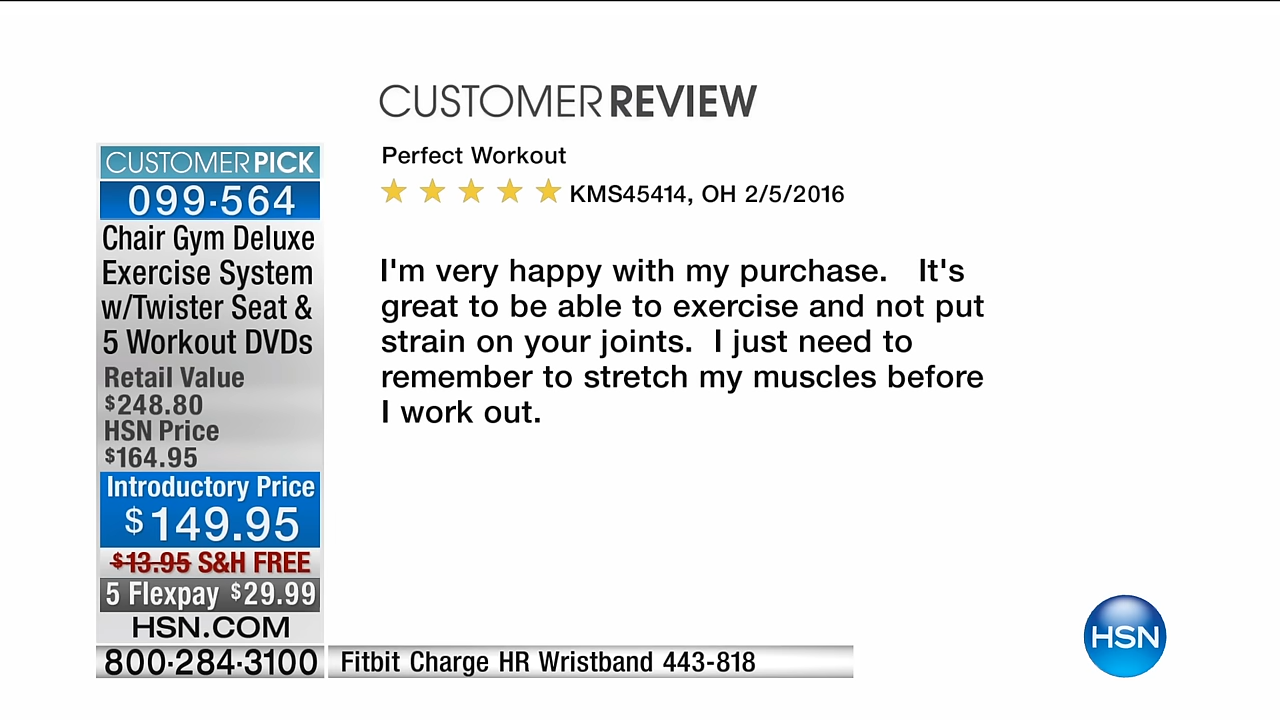 CUSTOMER REVIEW
Perfect Workout
KMS45414, OH 2/5/2016
I'm very happy with my purchase. It's
great to be able to exercise and not put
strain on your joints. I just need to
remember to stretch my muscles before
I work out.
CUSTOMER PICK
099-564
Chair Gym Deluxe
Exercise System
w/Twister Seat &
5 Workout DVDs
Retail Value
$248.80
HSN Price
$164.95
Introductory Price
$149.95
$13.95 S&H FREE
5 Flexpay $29.99
HSN.COM
800-284-3100
Fitbit Charge HR Wristband 443-818
HSN